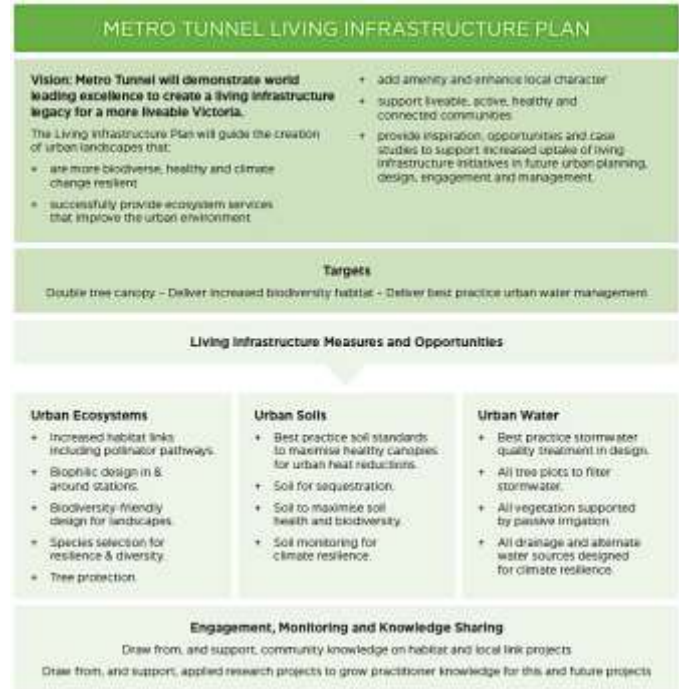 METRO TUNNEL LIVING INFRASTRUCTURE PLAN
Vision: Metro Tunnel will demonstrate world
leading excellence to create a living infrastructure
legacy for a more liveable Victoria.
The Living Infrastructure Plan will guide the creation
of urban landscapes that:
+ are more biodiverse, healthy and climate
change resilient
+ successfully provide ecosystem services
that improve the urban environment
+ add amenity and enhance local character
+ support liveable, active, healthy and
connected communities
+ provide inspiration, opportunities and case
studies to support increased uptake of living
infrastructure initiatives in future urban planning,
design, engagement and management.
Targets
Double tree canopy – Deliver increased biodiversity habitat – Deliver best practice urban water management
Living Infrastructure Measures and Opportunities
Urban Ecosystems
+ Increased habitat links
including pollinator pathways.
+ Biophilic design in &
around stations.
+ Biodiversity-friendly
design for landscapes.
+ Species selection for
resilience & diversity.
+ Tree protection.
Urban Soils
+ Best practice soil standards
to maximise healthy canopies
for urban heat reductions.
+ Soil for sequestration.
+ Soil to maximise soil
health and biodiversity.
+ Soil monitoring for
climate resilience.
Urban Water
+ Best practice stormwater
quality treatment in design.
+ All tree plots to filter
stormwater.
+ All vegetation supported
by passive irrigation.
+ All drainage and alternate
water sources designed
for climate resilience.
Engagement, Monitoring and Knowledge Sharing
Draw from, and support, community knowledge on habitat and local link projects
Draw from, and support, applied research projects to grow practitioner knowledge for this and future projects